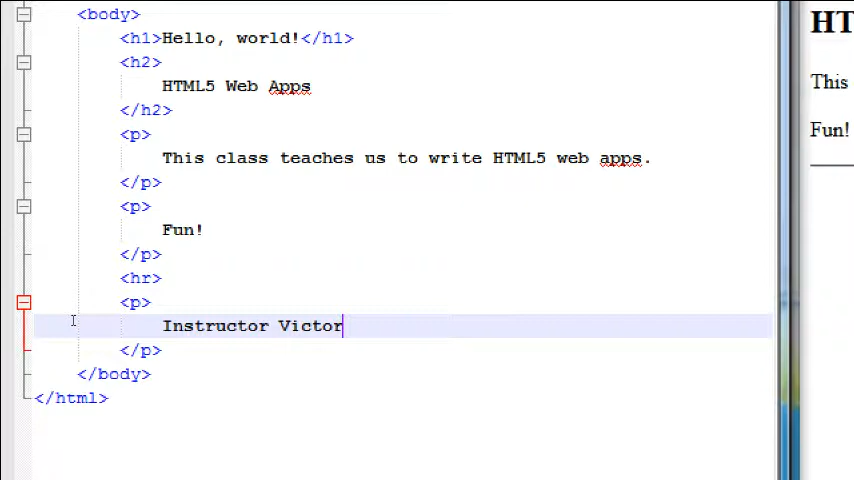 <body>
<h1>Hello, world!</h1>
<h2>
HTML5 Web Apps
</h2>
<p>
This class teaches us to write HTML5 web apps.
</p>
<p>
Fun!
</p>
<hr>
<p>
Instructor Victor
</p>
</body>
</html>
HT
This
Fun!